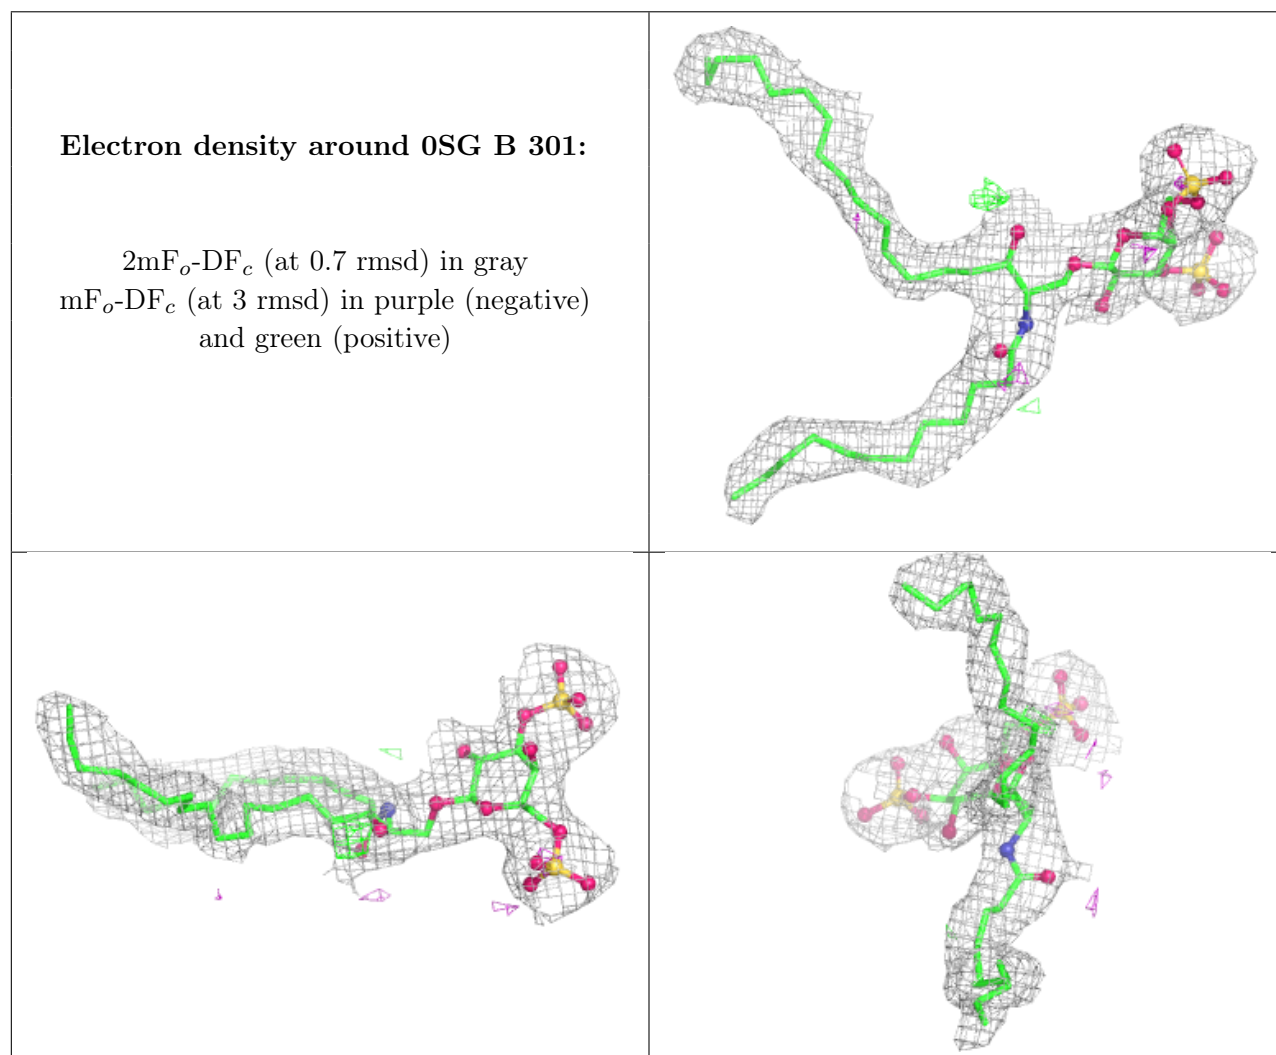 Electron density around 0SG B 301:
2mFo-DFc (at 0.7 rmsd) in gray
mFo-DFc (at 3 rmsd) in purple (negative)
and green (positive)